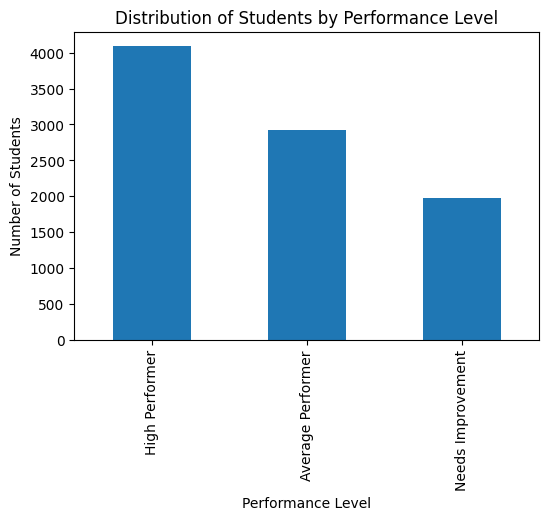 Distribution of Students by Performance Level
Number of Students
4000
3500
3000
2500
2000
1500
1000
500
0
High Performer
Average Performer
Needs Improvement
Performance Level